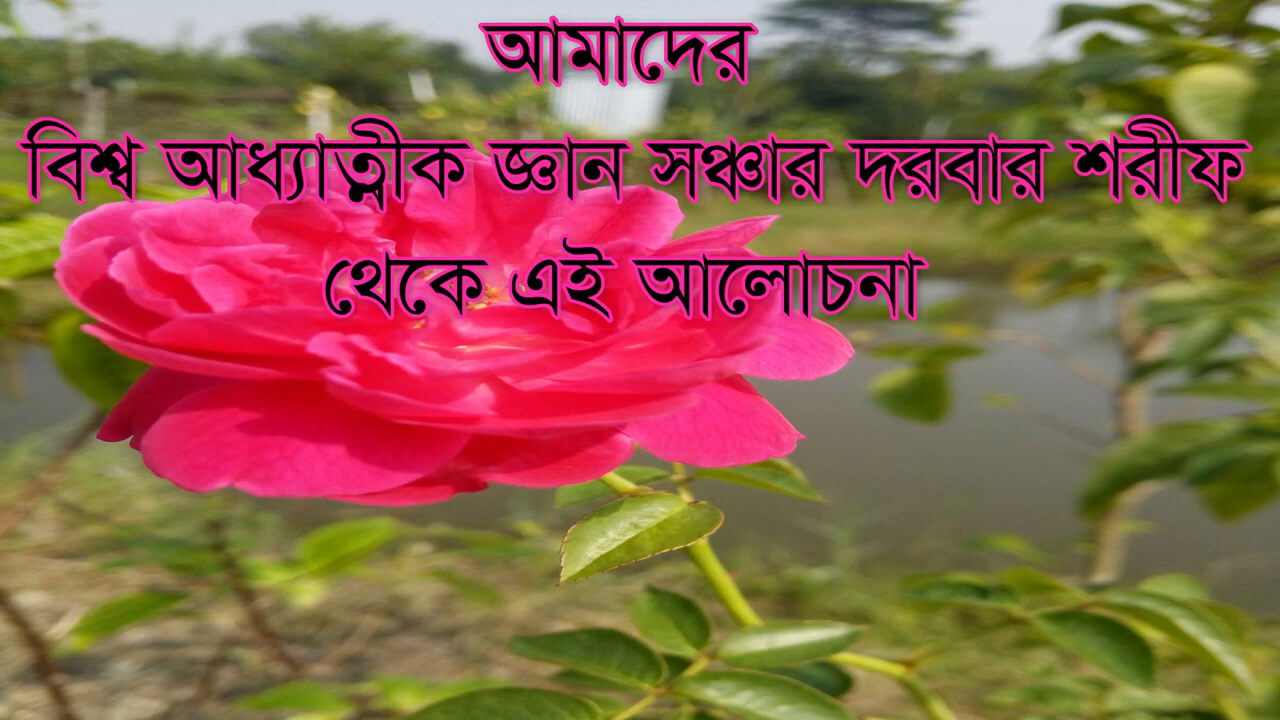 আমাদের
বিশ্ব আধ্যাত্নীক জ্ঞান সঞ্চার দরবার শরীফ
থেকে এই আলোচনা